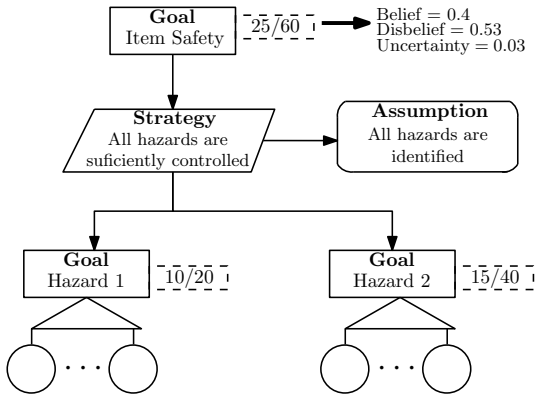 Goal
Item Safety
25/60
Belief = 0.4
Disbelief = 0.53
Uncertainty = 0.03
Strategy
All hazards are
suficiently controlled
Assumption
All hazards are
identified
Goal
Hazard 1
10/20
Goal
Hazard 2
15/40